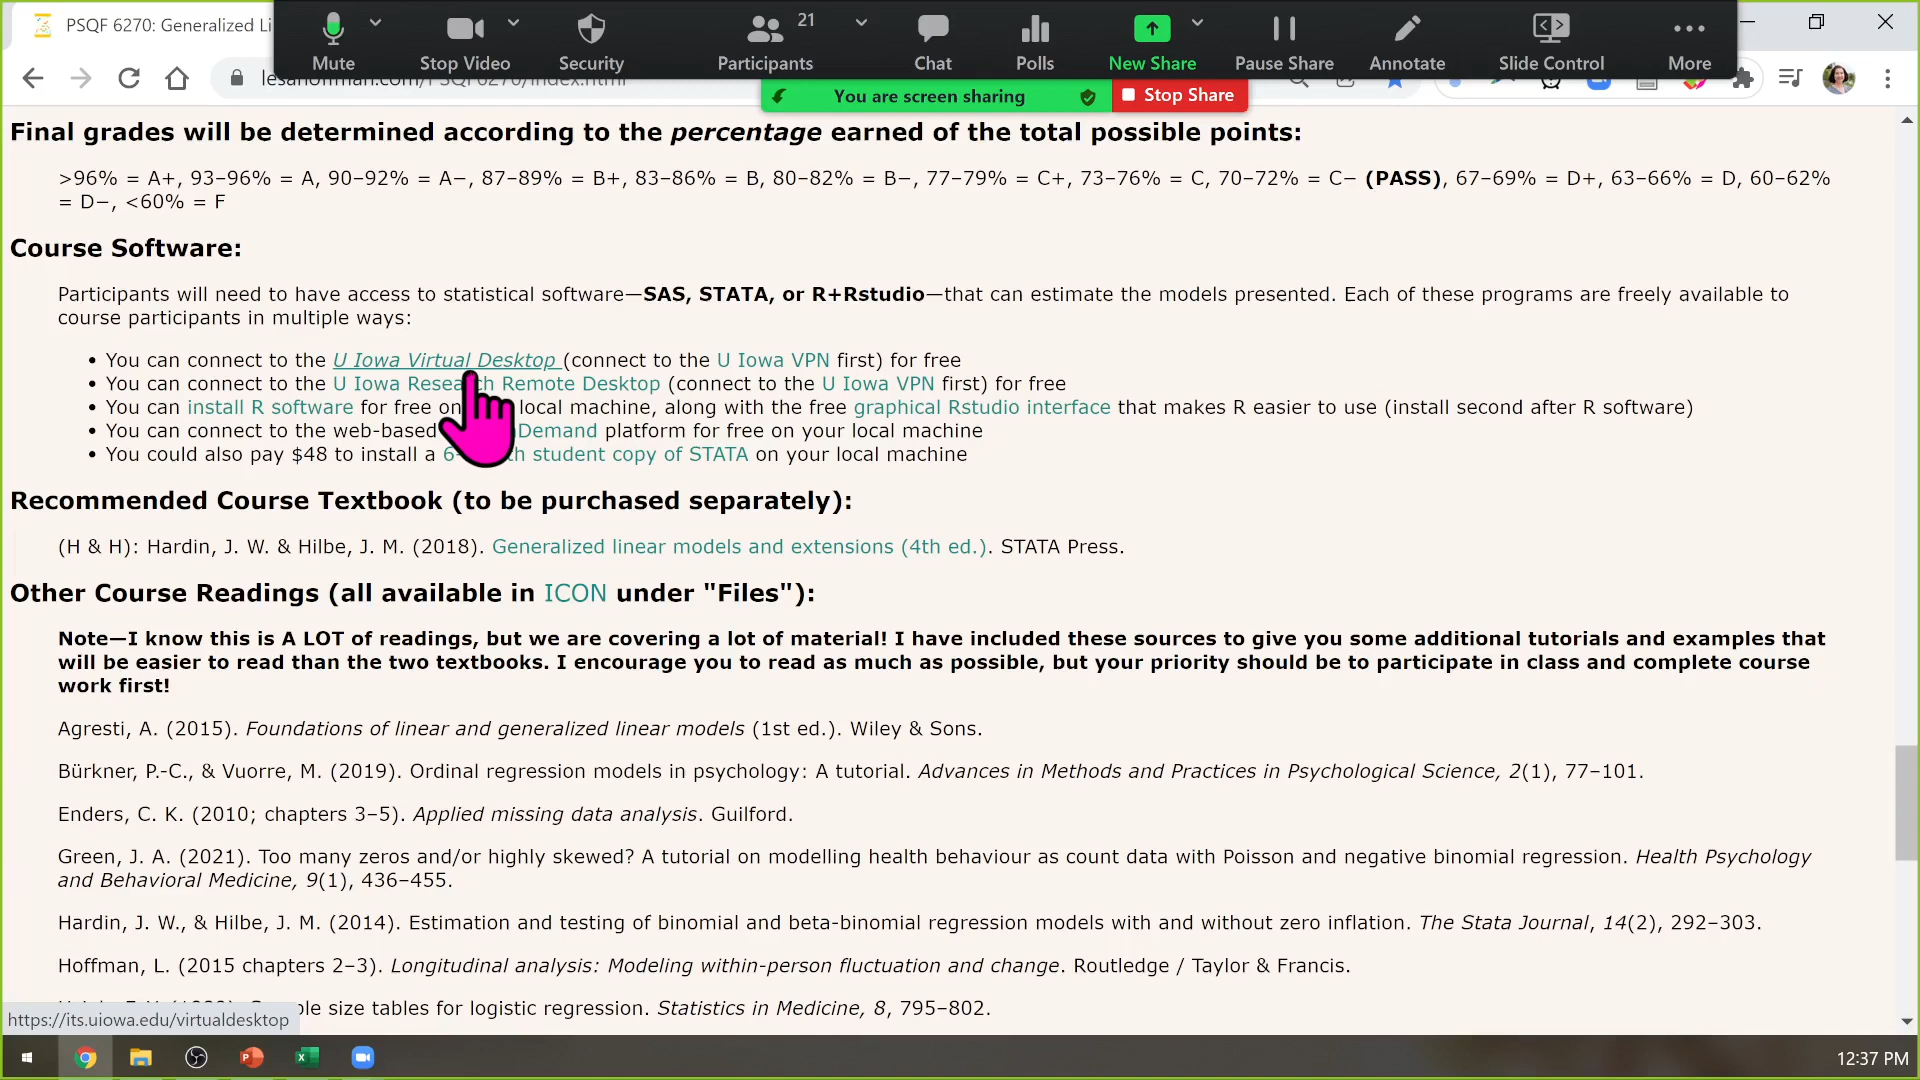 PSQF 6270: Generalized Li
Mute
Stop Video
Security
21
Participants
Chat
Polls
New Share
Pause Share
Annotate
Slide Control
More
You are screen sharing
Stop Share
Final grades will be determined according to the percentage earned of the total possible points:
>96% = A+, 93–96% = A, 90–92% = A−, 87–89% = B+, 83–86% = B, 80–82% = B−, 77–79% = C+, 73–76% = C, 70–72% = C− (PASS), 67–69% = D+, 63–66% = D, 60–62%
= D−, <60% = F
Course Software:
Participants will need to have access to statistical software—SAS, STATA, or R+Rstudio—that can estimate the models presented. Each of these programs are freely available to
course participants in multiple ways:
• You can connect to the U Iowa Virtual Desktop (connect to the U Iowa VPN first) for free
• You can connect to the U Iowa Research Remote Desktop (connect to the U Iowa VPN first) for free
• You can install R software for free on local machine, along with the free graphical Rstudio interface that makes R easier to use (install second after R software)
• You can connect to the web-based Demand platform for free on your local machine
• You could also pay $48 to install a student copy of STATA on your local machine
Recommended Course Textbook (to be purchased separately):
(H & H): Hardin, J. W. & Hilbe, J. M. (2018). Generalized linear models and extensions (4th ed.). STATA Press.
Other Course Readings (all available in ICON under "Files"):
Note—I know this is A LOT of readings, but we are covering a lot of material! I have included these sources to give you some additional tutorials and examples that
will be easier to read than the two textbooks. I encourage you to read as much as possible, but your priority should be to participate in class and complete course
work first!
Agresti, A. (2015). Foundations of linear and generalized linear models (1st ed.). Wiley & Sons.
Bürkner, P.-C., & Vuorre, M. (2019). Ordinal regression models in psychology: A tutorial. Advances in Methods and Practices in Psychological Science, 2(1), 77–101.
Enders, C. K. (2010; chapters 3–5). Applied missing data analysis. Guilford.
Green, J. A. (2021). Too many zeros and/or highly skewed? A tutorial on modelling health behaviour as count data with Poisson and negative binomial regression. Health Psychology
and Behavioral Medicine, 9(1), 436–455.
Hardin, J. W., & Hilbe, J. M. (2014). Estimation and testing of binomial and beta-binomial regression models with and without zero inflation. The Stata Journal, 14(2), 292–303.
Hoffman, L. (2015 chapters 2–3). Longitudinal analysis: Modeling within-person fluctuation and change. Routledge / Taylor & Francis.
size tables for logistic regression. Statistics in Medicine, 8, 795–802.
https://its.uiowa.edu/virtualdesktop
12:37 PM